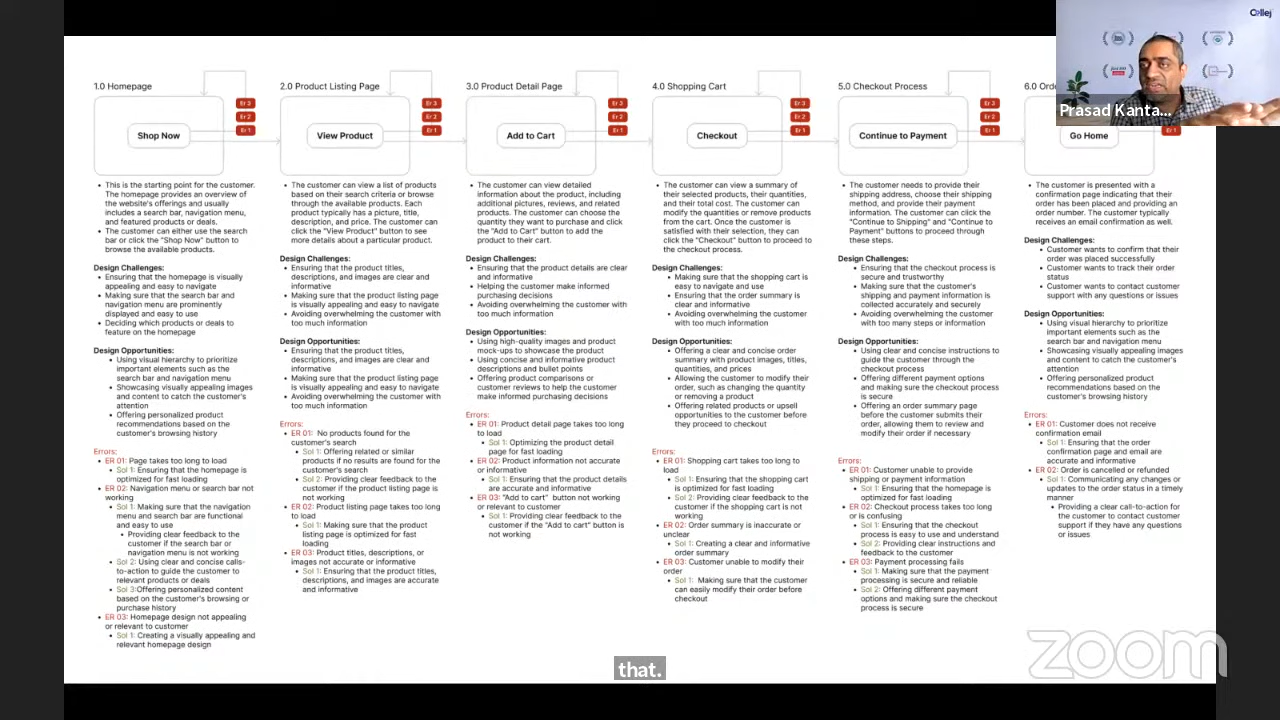 Collej
Prasad Kanta...
1.0 Homepage
Er 3
Er 2
Er 1
Shop Now
This is the starting point for the customer.
The homepage provides an overview of
the website's offerings and usually
includes a search bar, navigation menu,
and featured products or deals.
The customer can either use the search
bar or click the "Shop Now" button to
browse the available products.
Design Challenges:
Ensuring that the homepage is visually
appealing and easy to navigate
Making sure that the search bar and
navigation menu are prominently
displayed and easy to use
Deciding which products or deals to
feature on the homepage
Design Opportunities:
Using visual hierarchy to prioritize
important elements such as the
search bar and navigation menu
Showcasing visually appealing images
and content to catch the customer's
attention
Offering personalized product
recommendations based on the
customer's browsing history
Errors:
ER 01: Page takes too long to load
Sol 1: Ensuring that the homepage is
optimized for fast loading
ER 02: Navigation menu or search bar not
working
Sol 1: Making sure that the navigation
menu and search bar are functional
and easy to use
Providing clear feedback to the
customer if the search bar or
navigation menu is not working
Sol 2: Using clear and concise calls-
to-action to guide the customer to
relevant products or deals
Sol 3:Offering personalized content
based on the customer's browsing or
purchase history
ER 03: Homepage design not appealing
or relevant to customer
Sol 1: Creating a visually appealing and
relevant homepage design
2.0 Product Listing Page
Er 3
Er 2
Er 1
View Product
The customer can view a list of products
based on their search criteria or browse
through the available products. Each
product typically has a picture, title,
description, and price. The customer can
click the "View Product" button to see
more details about a particular product.
Design Challenges:
Ensuring that the product titles,
descriptions, and images are clear and
informative
Making sure that the product listing page
is visually appealing and easy to navigate
Avoiding overwhelming the customer with
too much information
Design Opportunities:
Ensuring that the product titles,
descriptions, and images are clear and
informative
Making sure that the product listing page
is visually appealing and easy to navigate
Avoiding overwhelming the customer with
too much information
Errors:
ER 01: No products found for the
customer's search
Sol 1: Offering related or similar
products if no results are found for the
customer's search
Sol 2: Providing clear feedback to the
customer if the product listing page is
not working
ER 02: Product listing page takes too long
to load
Sol 1: Making sure that the product
listing page is optimized for fast
loading
ER 03: Product titles, descriptions, or
images not accurate or informative
Sol 1: Ensuring that the product titles,
descriptions, and images are accurate
and informative
3.0 Product Detail Page
Er 3
Er 2
Er 1
Add to Cart
The customer can view detailed
information about the product, including
additional pictures, reviews, and related
products. The customer can choose the
quantity they want to purchase and click
the "Add to Cart" button to add the
product to their cart.
Design Challenges:
Ensuring that the product details are clear
and informative
Helping the customer make informed
purchasing decisions
Avoiding overwhelming the customer with
too much information
Design Opportunities:
Using high-quality images and product
mock-ups to showcase the product
Using concise and informative product
descriptions and bullet points
Offering product comparisons or
customer reviews to help the customer
make informed purchasing decisions
Errors:
ER 01: Product detail page takes too long
to load
Sol 1: Optimizing the product detail
page for fast loading
ER 02: Product information not accurate
or informative
Sol 1: Ensuring that the product details
are accurate and informative
ER 03: "Add to cart" button not working
or relevant to customer
Sol 1: Providing clear feedback to the
customer if the "Add to cart" button is
not working
4.0 Shopping Cart
Er 3
Er 2
Er 1
Checkout
The customer can view a summary of
their selected products, their quantities,
and their total cost. The customer can
modify the quantities or remove products
from the cart. Once the customer is
satisfied with their selection, they can
click the "Checkout" button to proceed to
the checkout process.
Design Challenges:
Making sure that the shopping cart is
easy to navigate and use
Ensuring that the order summary is
clear and informative
Avoiding overwhelming the customer
with too much information
Design Opportunities:
Offering a clear and concise order
summary with product images, titles,
quantities, and prices
Allowing the customer to modify their
order, such as changing the quantity
or removing a product
Offering related products or upsell
opportunities to the customer before
they proceed to checkout
Errors:
ER 01: Shopping cart takes too long to
load
Sol 1: Ensuring that the shopping cart
is optimized for fast loading
Sol 2: Providing clear feedback to the
customer if the shopping cart is not
working
ER 02: Order summary is inaccurate or
unclear
Sol 1: Creating a clear and informative
order summary
ER 03: Customer unable to modify their
order
Sol 1: Making sure that the customer
can easily modify their order before
checkout
5.0 Checkout Process
Er 3
Er 2
Er 1
Continue to Payment
The customer needs to provide their
shipping address, choose their shipping
method, and provide their payment
information. The customer can click the
"Continue to Shipping" and "Continue to
Payment" buttons to proceed through
these steps.
Design Challenges:
Ensuring that the checkout process is
secure and trustworthy
Making sure that the customer's
shipping and payment information is
collected accurately and securely
Avoiding overwhelming the customer
with too many steps or information
Design Opportunities:
Using clear and concise instructions to
guide the customer through the
checkout process
Offering different payment options
and making sure the checkout process
is secure
Offering an order summary page
before the customer submits their
order, allowing them to review and
modify their order if necessary
Errors:
ER 01: Customer unable to provide
shipping or payment information
Sol 1: Ensuring that the homepage is
optimized for fast loading
ER 02: Checkout process takes too long
or is confusing
Sol 1: Ensuring that the checkout
process is easy to use and understand
Sol 2: Providing clear instructions and
feedback to the customer
ER 03: Payment processing fails
Sol 1: Making sure that the payment
processing is secure and reliable
Sol 2: Offering different payment
options and making sure the checkout
process is secure
6.0 Orde
Er 1
Go Home
The customer is presented with a
confirmation page indicating that their
order has been placed and providing an
order number. The customer typically
receives an email confirmation as well.
Design Challenges:
Customer wants to confirm that their
order was placed successfully
Customer wants to track their order
status
Customer wants to contact customer
support with any questions or issues
Design Opportunities:
Using visual hierarchy to prioritize
important elements such as the
search bar and navigation menu
Showcasing visually appealing images
and content to catch the customer's
attention
Offering personalized product
recommendations based on the
customer's browsing history
Errors:
ER 01: Customer does not receive
confirmation email
Sol 1: Ensuring that the order
confirmation page and email are
accurate and informative
ER 02: Order is cancelled or refunded
Sol 1: Communicating any changes or
updates to the order status in a timely
manner
Providing a clear call-to-action for
the customer to contact customer
support if they have any questions
or issues
that.
zoom